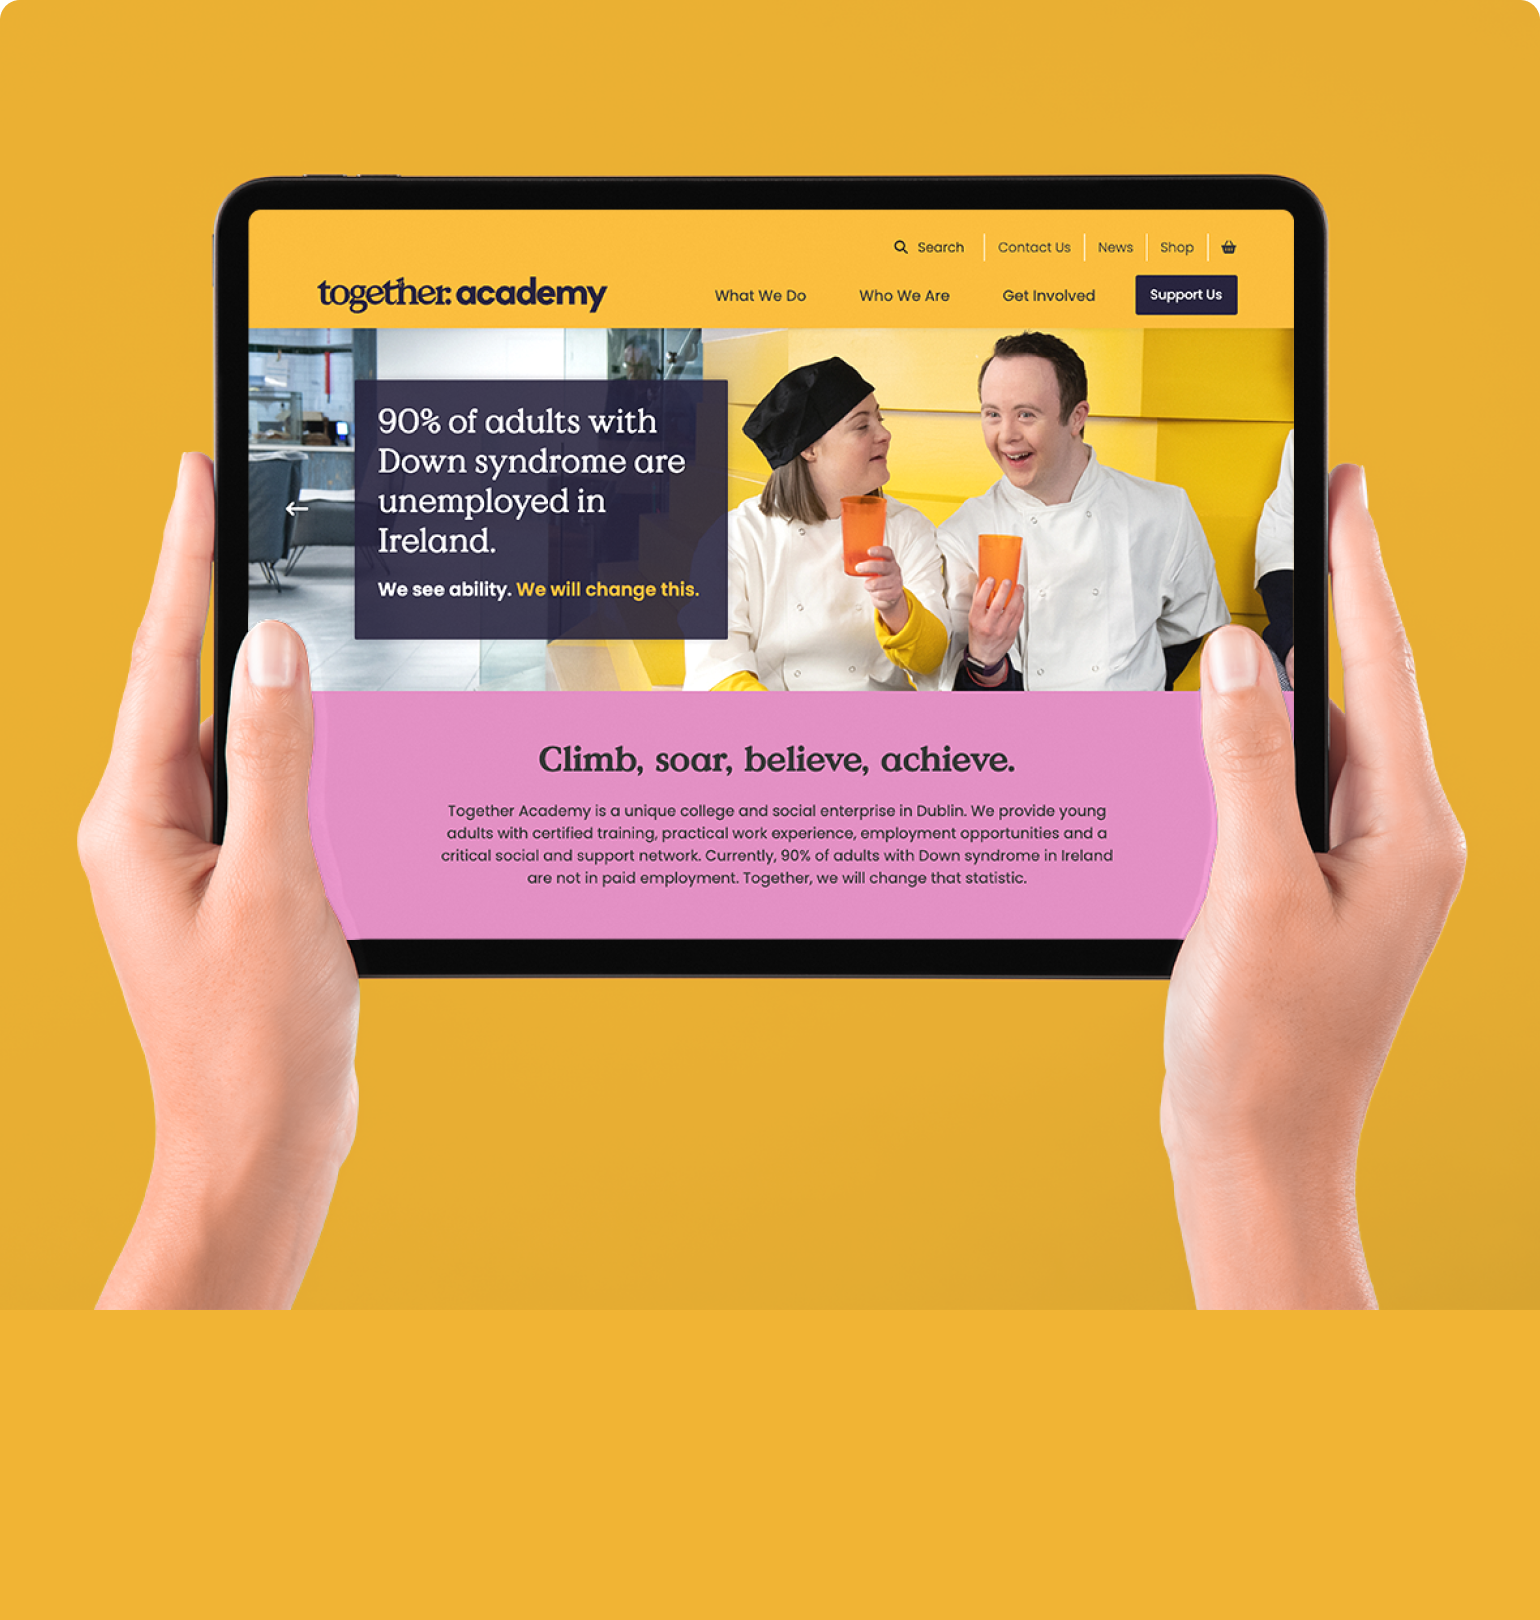 Search
Contact Us
News
Shop
together. academy
What We Do
Who We Are
Get Involved
Support Us
90% of adults with
Down syndrome are
unemployed in
Ireland.
We see ability. We will change this.
Climb, soar, believe, achieve.
Together Academy is a unique college and social enterprise in Dublin. We provide young
adults with certified training, practical work experience, employment opportunities and a
critical social and support network. Currently, 90% of adults with Down syndrome in Ireland
are not in paid employment. Together, we will change that statistic.